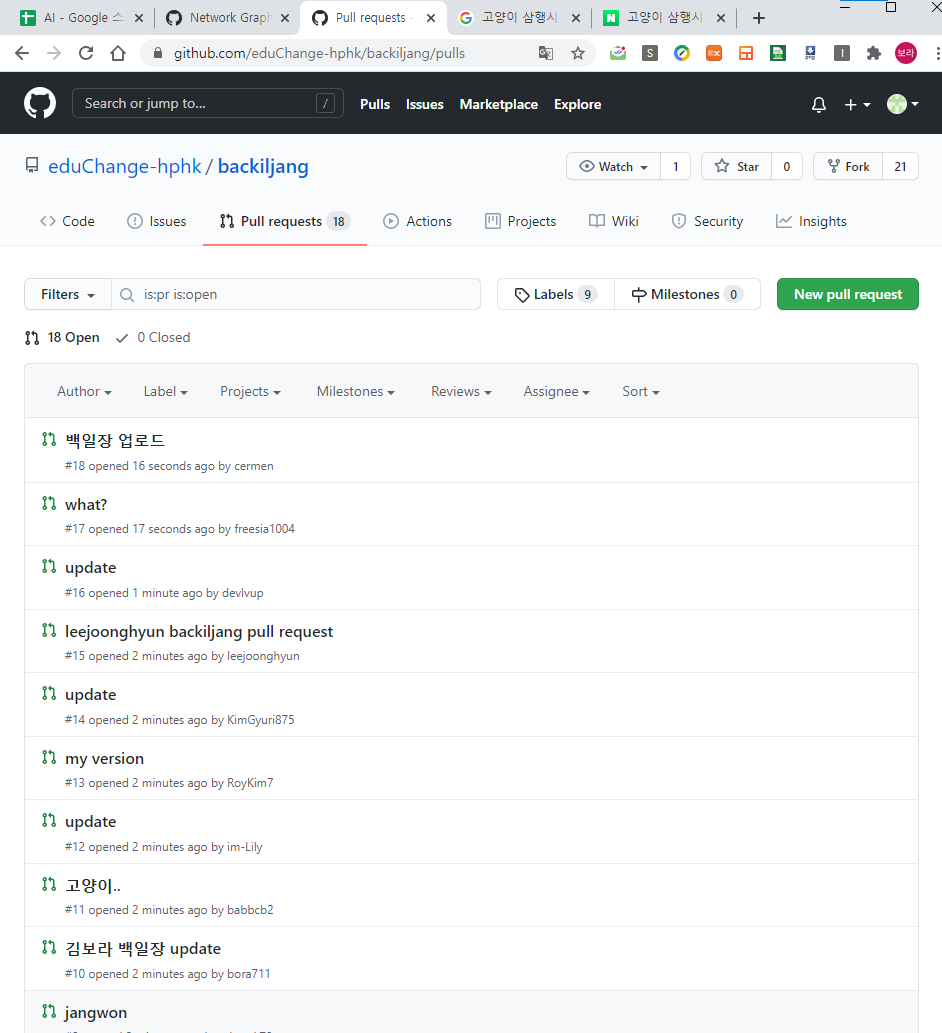 AI - Google 스
Network Graph
Pull requests ·
고양이 삼행시
고양이 삼행시
github.com/eduChange-hphk/backiljang/pulls
보라
Search or jump to... /
Pulls Issues Marketplace Explore
eduChange-hphk / backiljang
Watch 1 Star 0 Fork 21
Code Issues Pull requests 18 Actions Projects Wiki Security Insights
Filters is:pr is:open Labels 9 Milestones 0 New pull request
18 Open 0 Closed
Author Label Projects Milestones Reviews Assignee Sort
백일장 업로드
#18 opened 16 seconds ago by cermen
what?
#17 opened 17 seconds ago by freesia1004
update
#16 opened 1 minute ago by devlvup
leejoonghyun backiljang pull request
#15 opened 2 minutes ago by leejoonghyun
update
#14 opened 2 minutes ago by KimGyuri875
my version
#13 opened 2 minutes ago by RoyKim7
update
#12 opened 2 minutes ago by im-Lily
고양이..
#11 opened 2 minutes ago by babbcb2
김보라 백일장 update
#10 opened 2 minutes ago by bora711
jangwon